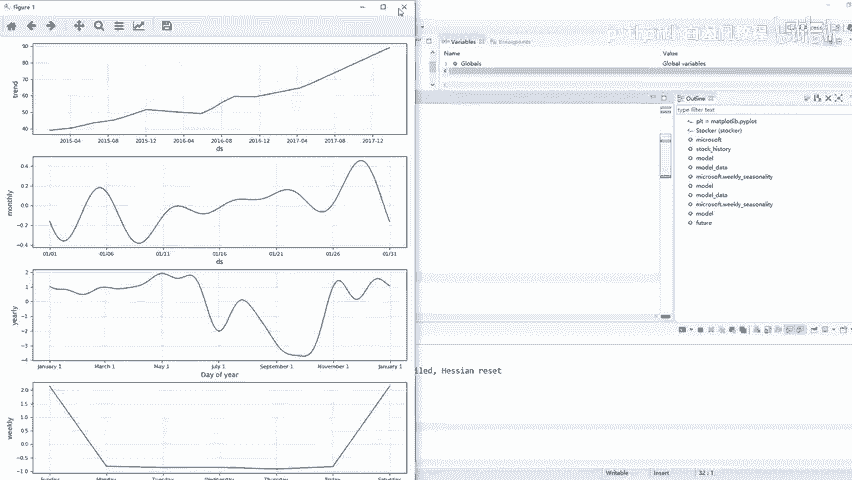 Figure 1
90
80
70
60
50
40
trend
2015-04
2015-08
2015-12
2016-04
2016-08
2016-12
2017-04
2017-08
2017-12
ds
0.4
0.2
0.0
−0.2
−0.4
monthly
01/01
01/06
01/11
01/16
01/21
01/26
01/31
ds
2
1
0
−1
−2
−3
−4
yearly
January 1
March 1
May 1
July 1
September 1
November 1
January 1
Day of year
2.0
1.5
1.0
0.5
0.0
−0.5
−1.0
weekly
Sunday
Monday
Tuesday
Wednesday
Thursday
Friday
Saturday
Variables
Breakpoints
Name
Value
Globals
Global variables
Outline
type filter text
plt = matplotlib.pyplot
Stocker (stocker)
microsoft
stock_history
model
model_data
microsoft.weekly_seasonality
model
model_data
microsoft.weekly_seasonality
model
future
iled, Hessian reset
Writable
Insert
32 : 1